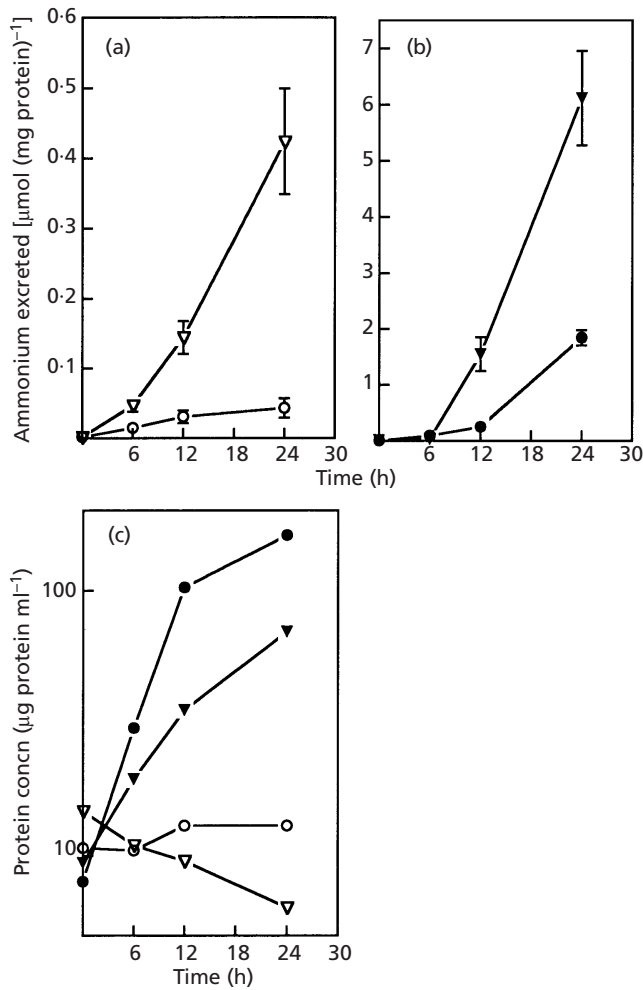 Ammonium excreted [μmol (mg protein)⁻¹]
(a)
0·6
0·5
0·4
0·3
0·2
0·1
6 12 18 24 30
(b)
7
6
5
4
3
2
1
6 12 18 24 30
Time (h)
Protein concn (μg protein ml⁻¹)
(c)
100
10
6 12 18 24 30
Time (h)